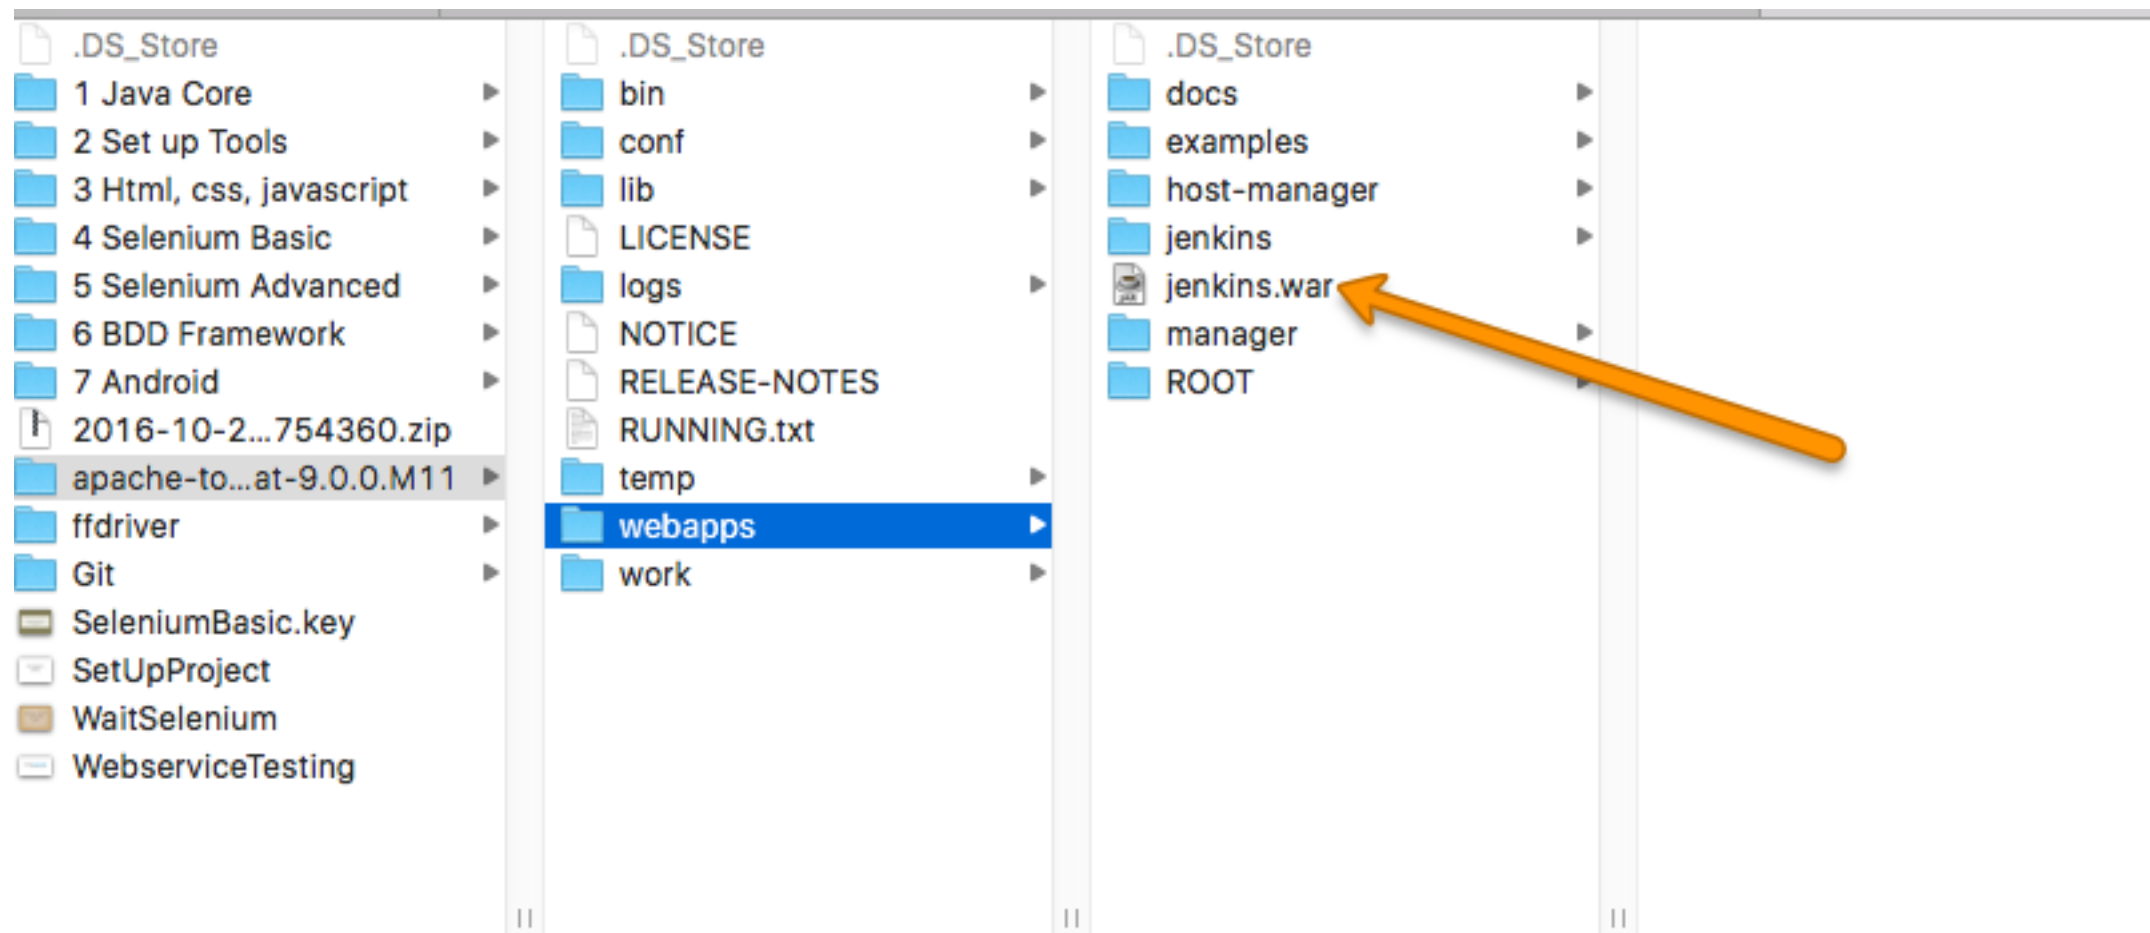 .DS_Store
1 Java Core
2 Set up Tools
3 Html, css, javascript
4 Selenium Basic
5 Selenium Advanced
6 BDD Framework
7 Android
2016-10-2...754360.zip
apache-to...at-9.0.0.M11
ffdriver
Git
SeleniumBasic.key
SetUpProject
WaitSelenium
WebserviceTesting
.DS_Store
bin
conf
lib
LICENSE
logs
NOTICE
RELEASE-NOTES
RUNNING.txt
temp
webapps
work
.DS_Store
docs
examples
host-manager
jenkins
jenkins.war
manager
ROOT